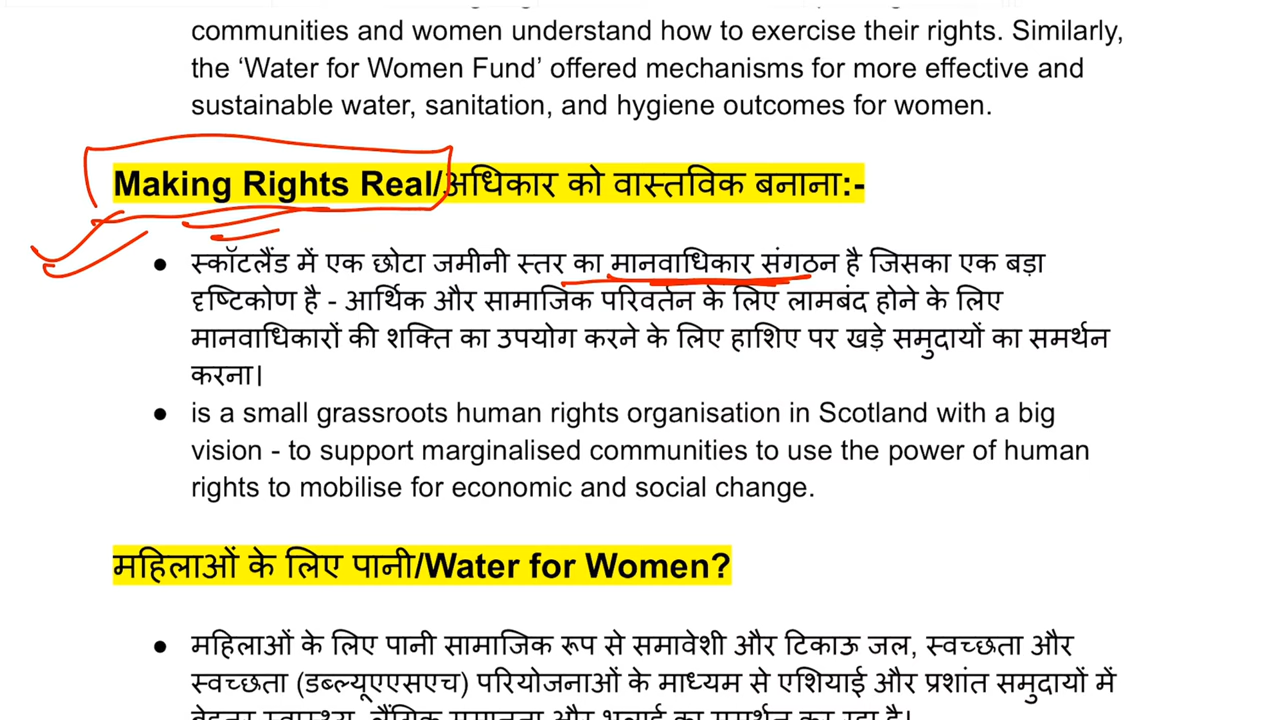 communities and women understand how to exercise their rights. Similarly,
the ‘Water for Women Fund’ offered mechanisms for more effective and
sustainable water, sanitation, and hygiene outcomes for women.
Making Rights Real/अधिकार को वास्तविक बनाना:-
● स्कॉटलैंड में एक छोटा जमीनी स्तर का मानवाधिकार संगठन है जिसका एक बड़ा
दृष्टिकोण है - आर्थिक और सामाजिक परिवर्तन के लिए लामबंद होने के लिए
मानवाधिकारों की शक्ति का उपयोग करने के लिए हाशिए पर खड़े समुदायों का समर्थन
करना।
● is a small grassroots human rights organisation in Scotland with a big
vision - to support marginalised communities to use the power of human
rights to mobilise for economic and social change.
महिलाओं के लिए पानी/Water for Women?
● महिलाओं के लिए पानी सामाजिक रूप से समावेशी और टिकाऊ जल, स्वच्छता और
स्वच्छता (डब्ल्यूएएसएच) परियोजनाओं के माध्यम से एशियाई और प्रशांत समुदायों में